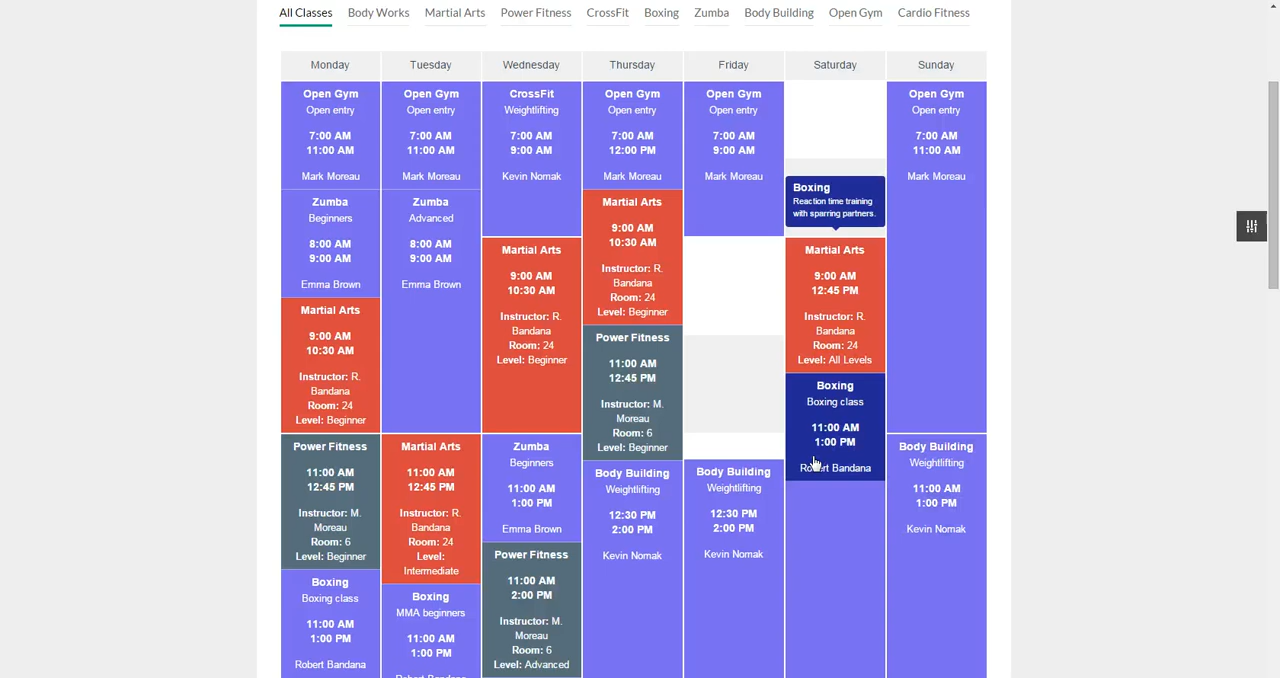 All Classes Body Works Martial Arts Power Fitness CrossFit Boxing Zumba Body Building Open Gym Cardio Fitness
Monday Tuesday Wednesday Thursday Friday Saturday Sunday
Open Gym
Open entry
7:00 AM
11:00 AM
Mark Moreau
Zumba
Beginners
8:00 AM
9:00 AM
Emma Brown
Martial Arts
9:00 AM
10:30 AM
Instructor: R.
Bandana
Room: 24
Level: Beginner
Power Fitness
11:00 AM
12:45 PM
Instructor: M.
Moreau
Room: 6
Level: Beginner
Boxing
Boxing class
11:00 AM
1:00 PM
Robert Bandana
Open Gym
Open entry
7:00 AM
11:00 AM
Mark Moreau
Zumba
Advanced
8:00 AM
9:00 AM
Emma Brown
Martial Arts
11:00 AM
12:45 PM
Instructor: R.
Bandana
Room: 24
Level:
Intermediate
Boxing
MMA beginners
11:00 AM
1:00 PM
Robert Bandana
CrossFit
Weightlifting
7:00 AM
9:00 AM
Kevin Nomak
Martial Arts
9:00 AM
10:30 AM
Instructor: R.
Bandana
Room: 24
Level: Beginner
Zumba
Beginners
11:00 AM
1:00 PM
Emma Brown
Power Fitness
11:00 AM
2:00 PM
Instructor: M.
Moreau
Room: 6
Level: Advanced
Open Gym
Open entry
7:00 AM
12:00 PM
Mark Moreau
Martial Arts
9:00 AM
10:30 AM
Instructor: R.
Bandana
Room: 24
Level: Beginner
Power Fitness
11:00 AM
12:45 PM
Instructor: M.
Moreau
Room: 6
Level: Beginner
Body Building
Weightlifting
12:30 PM
2:00 PM
Kevin Nomak
Open Gym
Open entry
7:00 AM
9:00 AM
Mark Moreau
Body Building
Weightlifting
12:30 PM
2:00 PM
Kevin Nomak
Boxing
Reaction time training
with sparring partners.
Martial Arts
9:00 AM
12:45 PM
Instructor: R.
Bandana
Room: 24
Level: All Levels
Boxing
Boxing class
11:00 AM
1:00 PM
Robert Bandana
Open Gym
Open entry
7:00 AM
11:00 AM
Mark Moreau
Body Building
Weightlifting
11:00 AM
1:00 PM
Kevin Nomak